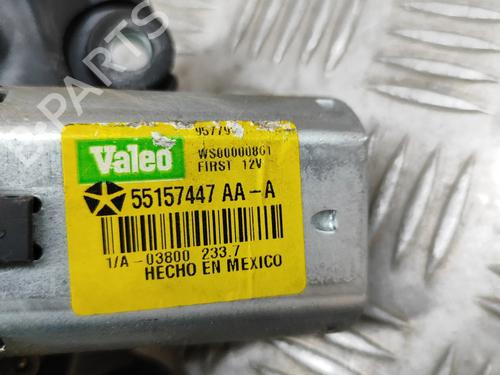 95779
Valeo
WS00000861
FIRST 12V
55157447 AA-A
1/A-03800 233.7
HECHO EN MEXICO
B-PARTS